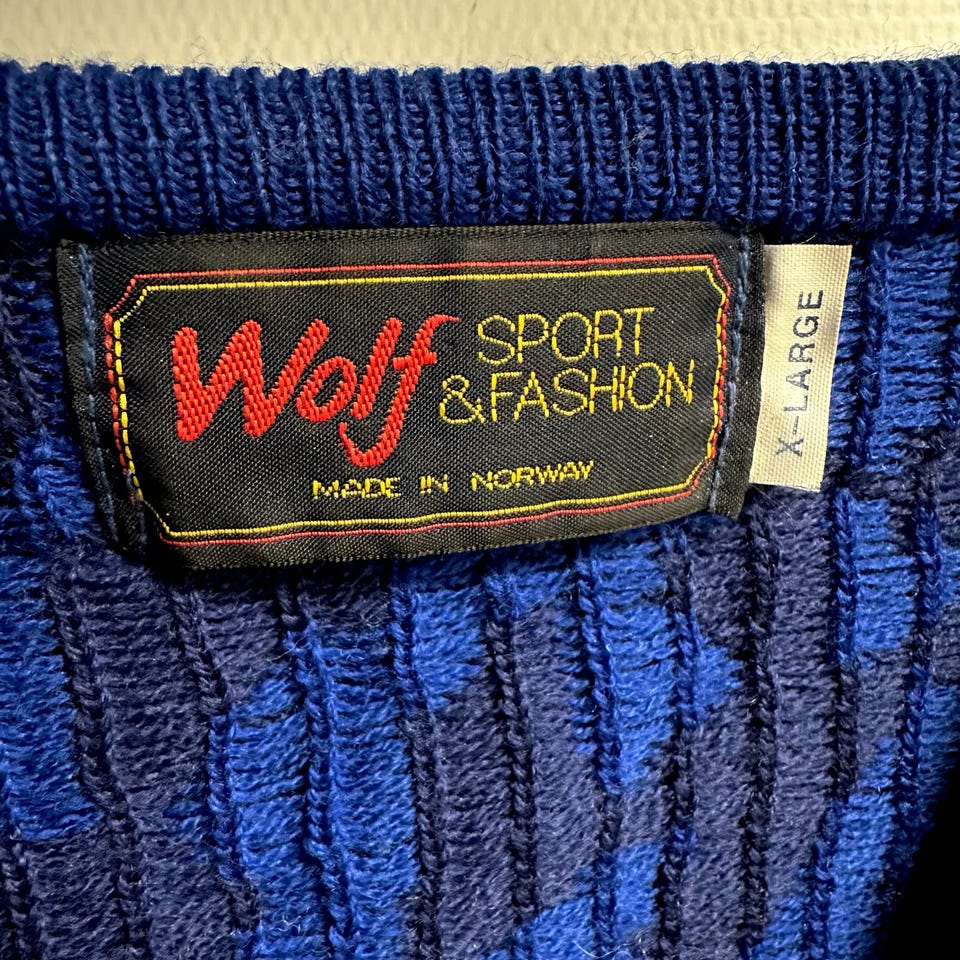 Wolf SPORT
& FASHION
MADE IN NORWAY
X-LARGE